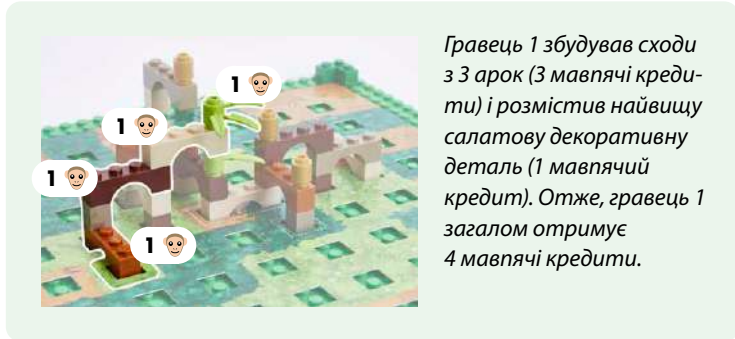 1
1
1
1
Гравець 1 збудував сходи
з 3 арок (3 мавпячі креди-
ти) і розмістив найвищу
салатову декоративну
деталь (1 мавпячий
кредит). Отже, гравець 1
загалом отримує
4 мавпячі кредити.